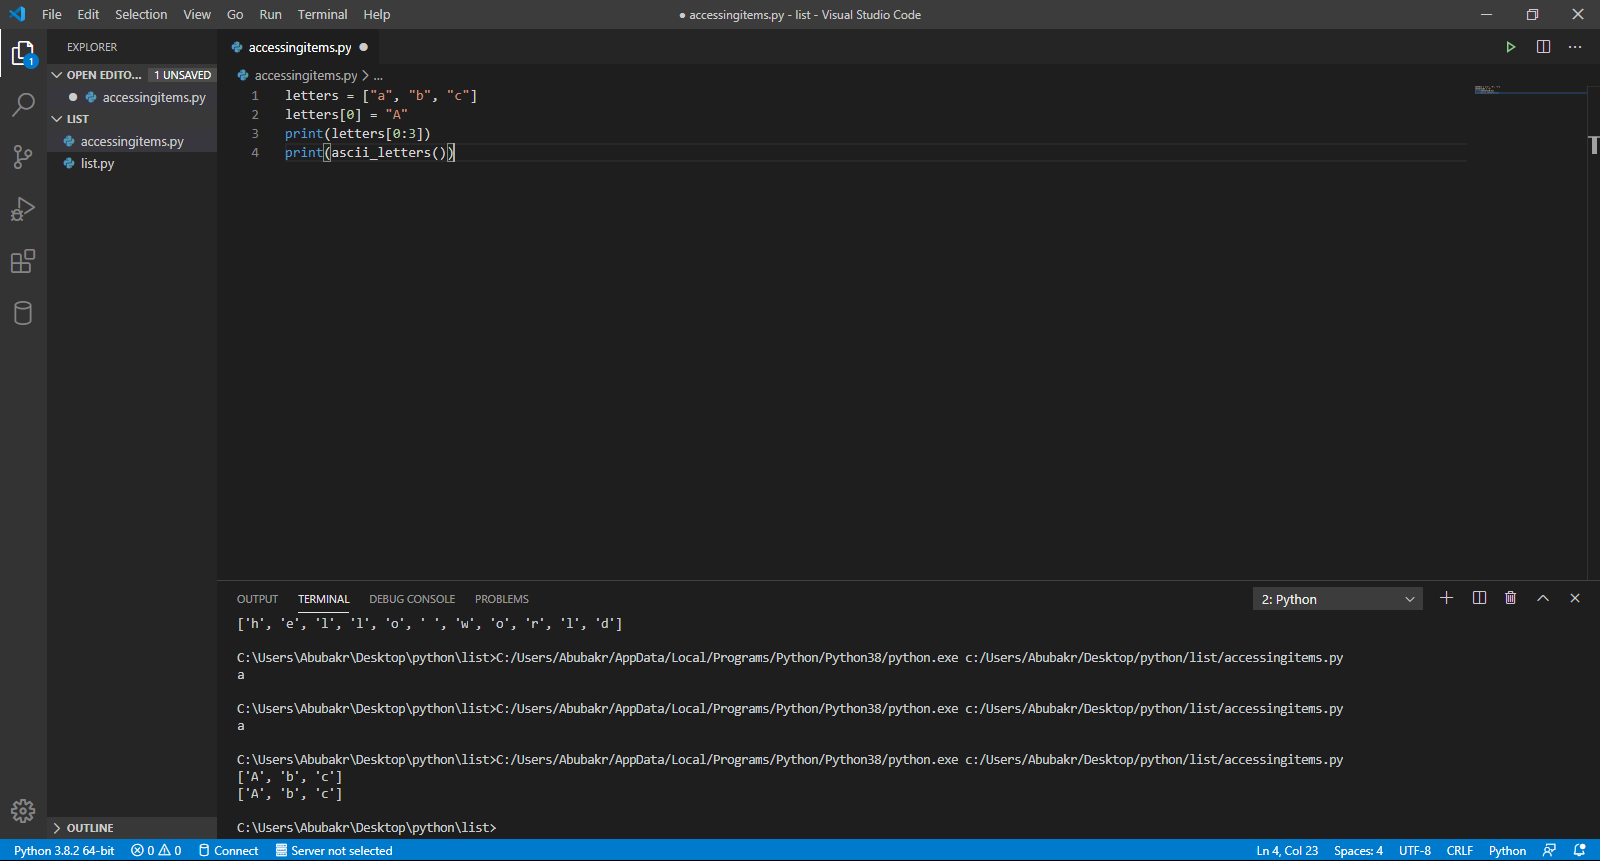 File Edit Selection View Go Run Terminal Help
● accessingitems.py - list - Visual Studio Code
1
EXPLORER
OPEN EDITO... 1 UNSAVED
accessingitems.py
LIST
accessingitems.py
list.py
OUTLINE
accessingitems.py
accessingitems.py > ...
1 letters = ["a", "b", "c"]
2 letters[0] = "A"
3 print(letters[0:3])
4 print(ascii_letters())
OUTPUT TERMINAL DEBUG CONSOLE PROBLEMS
2: Python
['h', 'e', 'l', 'l', 'o', ' ', 'w', 'o', 'r', 'l', 'd']
C:\Users\Abubakr\Desktop\python\list>C:/Users/Abubakr/AppData/Local/Programs/Python/Python38/python.exe c:/Users/Abubakr/Desktop/python/list/accessingitems.py
a
C:\Users\Abubakr\Desktop\python\list>C:/Users/Abubakr/AppData/Local/Programs/Python/Python38/python.exe c:/Users/Abubakr/Desktop/python/list/accessingitems.py
a
C:\Users\Abubakr\Desktop\python\list>C:/Users/Abubakr/AppData/Local/Programs/Python/Python38/python.exe c:/Users/Abubakr/Desktop/python/list/accessingitems.py
['A', 'b', 'c']
['A', 'b', 'c']
C:\Users\Abubakr\Desktop\python\list>
Python 3.8.2 64-bit 0 0 Connect Server not selected Ln 4, Col 23 Spaces: 4 UTF-8 CRLF Python